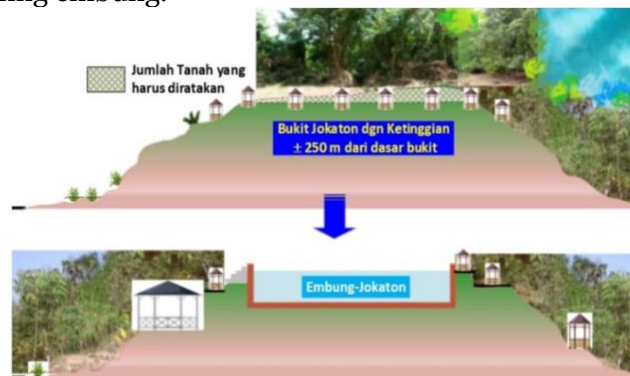 Jumlah Tanah yang
harus diratakan
Bukit Jokaton dgn Ketinggian
± 250 m dari dasar bukit
Embung-Jokaton